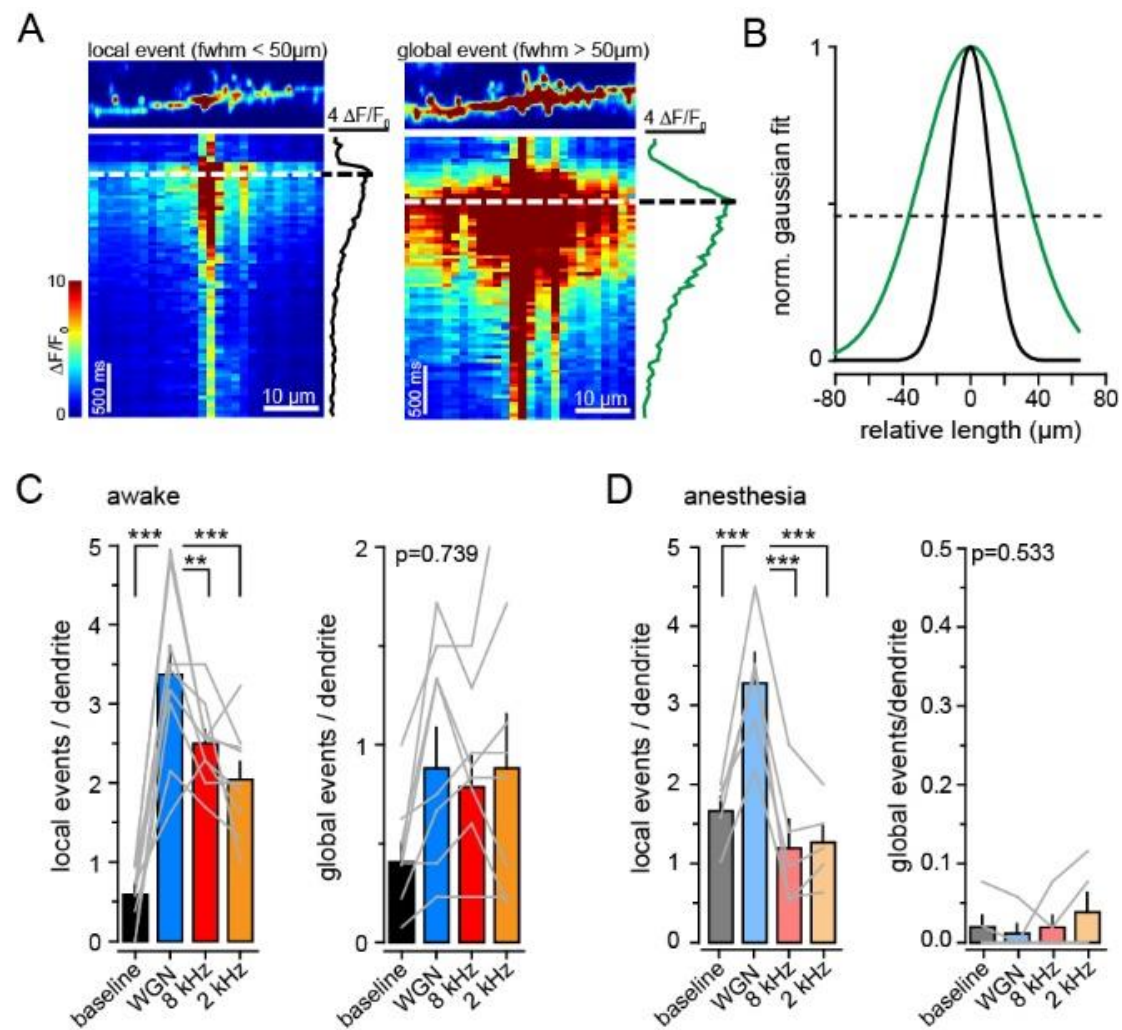 A
local event (fwhm < 50µm)
global event (fwhm > 50µm)
4 ΔF/F0
4 ΔF/F0
10
ΔF/F0
0
500 ms
10 µm
500 ms
10 µm
B
1
norm. gaussian fit
0
-80 -40 0 40 80
relative length (µm)
C awake
5
4
3
2
1
0
local events / dendrite
*** ***
**
baseline WGN 8 kHz 2 kHz
2
1
0
global events / dendrite
p=0.739
baseline WGN 8 kHz 2 kHz
D anesthesia
5
4
3
2
1
0
local events / dendrite
*** ***
***
baseline WGN 8 kHz 2 kHz
0.5
0.4
0.3
0.2
0.1
0.0
global events/dendrite
p=0.533
baseline WGN 8 kHz 2 kHz